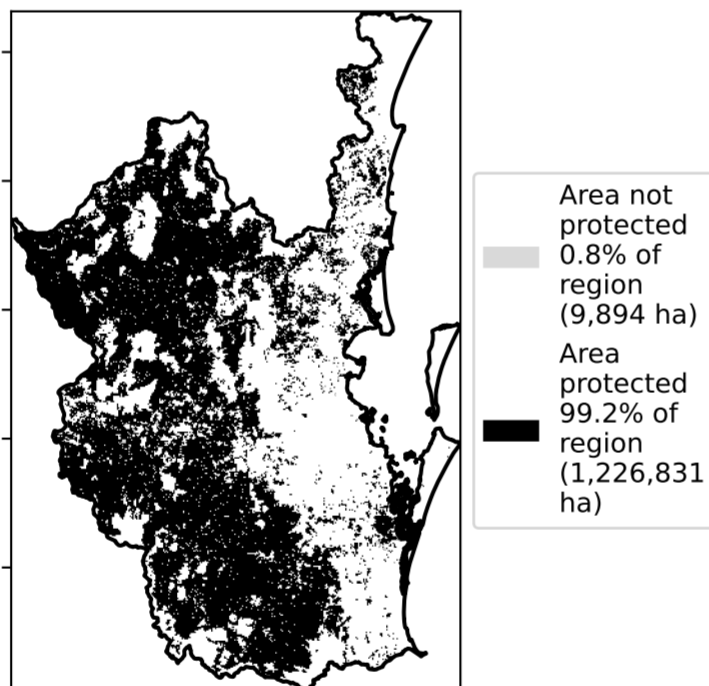 Area not
protected
0.8% of
region
(9,894 ha)
Area
protected
99.2% of
region
(1,226,831
ha)